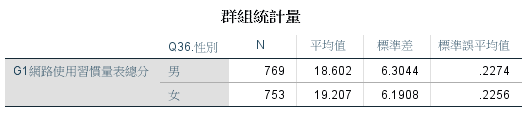 群組統計量
Q36.性別 N 平均值 標準差 標準誤平均值
G1網路使用習慣量表總分 男 769 18.602 6.3044 .2274
女 753 19.207 6.1908 .2256